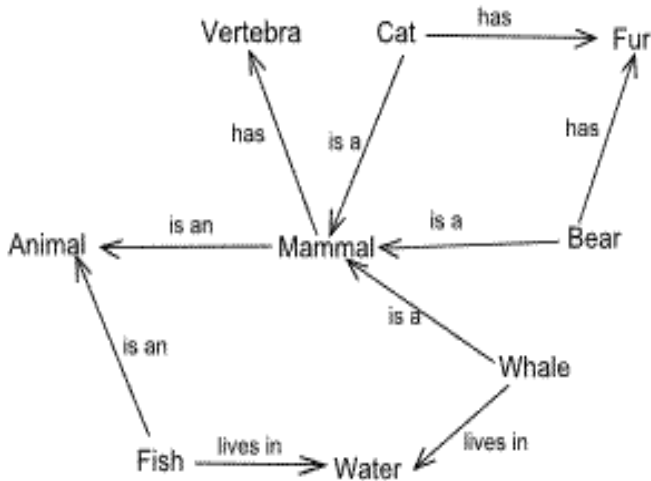 Vertebra
Cat
has
Fur
has
is a
has
Animal
is an
Mammal
is a
Bear
is an
is a
Whale
Fish
lives in
Water
lives in